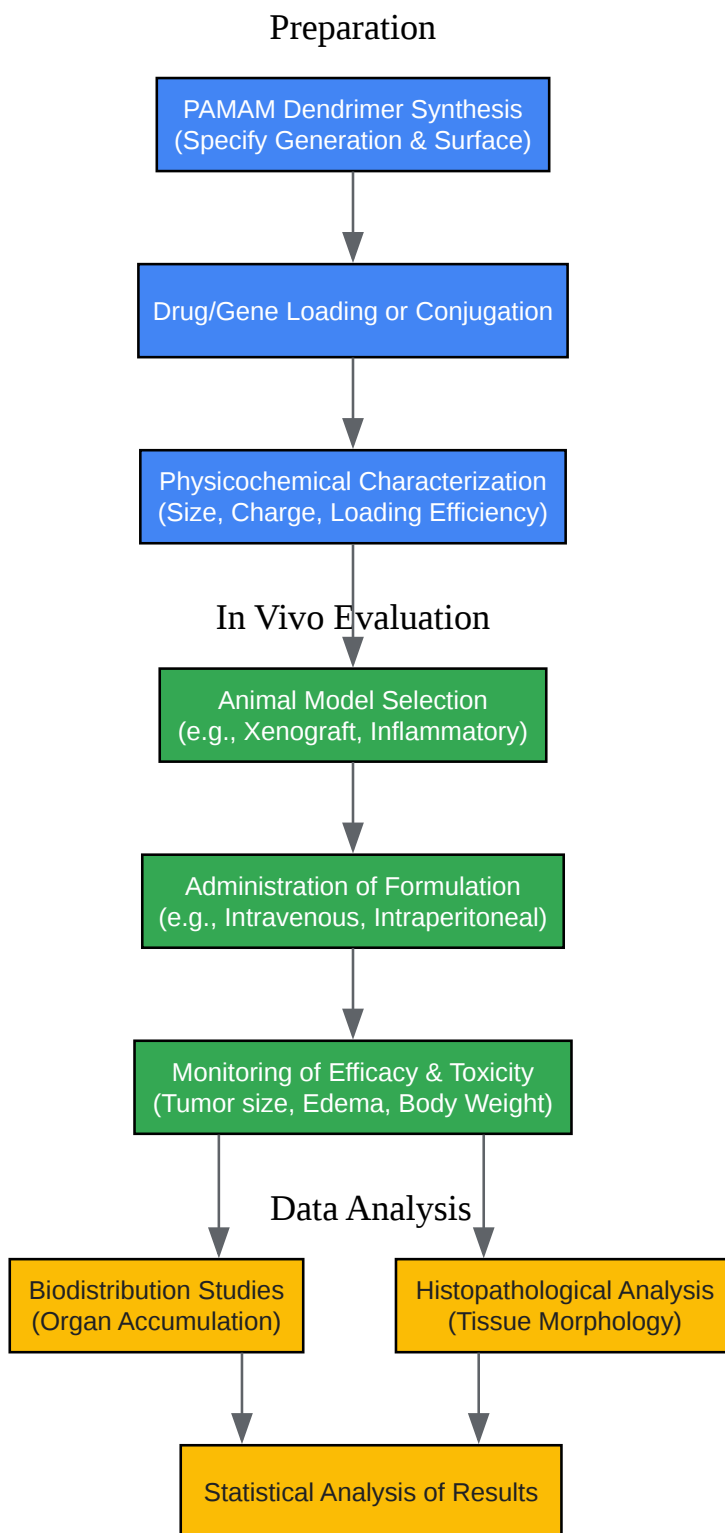 Preparation
PAMAM Dendrimer Synthesis
(Specify Generation & Surface)
Drug/Gene Loading or Conjugation
Physicochemical Characterization
(Size, Charge, Loading Efficiency)
In Vivo Evaluation
Animal Model Selection
(e.g., Xenograft, Inflammatory)
Administration of Formulation
(e.g., Intravenous, Intraperitoneal)
Monitoring of Efficacy & Toxicity
(Tumor size, Edema, Body Weight)
Data Analysis
Biodistribution Studies
(Organ Accumulation)
Histopathological Analysis
(Tissue Morphology)
Statistical Analysis of Results